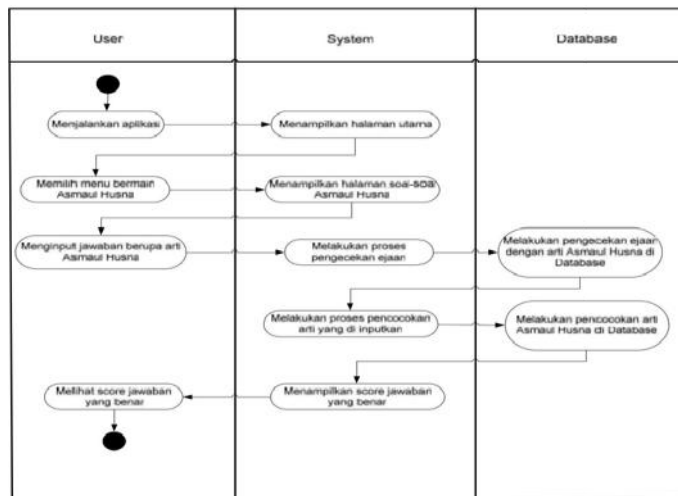 User
System
Database
Menjalankan aplikasi
Menampilkan halaman utama
Memilih menu bermain
Asmaul Husna
Menampilkan halaman soal-soal
Asmaul Husna
Menginput jawaban berupa arti
Asmaul Husna
Melakukan proses
pengecekan ejaan
Melakukan pengecekan ejaan
dengan arti Asmaul Husna di
Database
Melakukan proses pencocokan
arti yang di inputkan
Melakukan pencocokan arti
Asmaul Husna di Database
Mellihat score jawaban
yang benar
Menampilkan score jawaban
yang benar